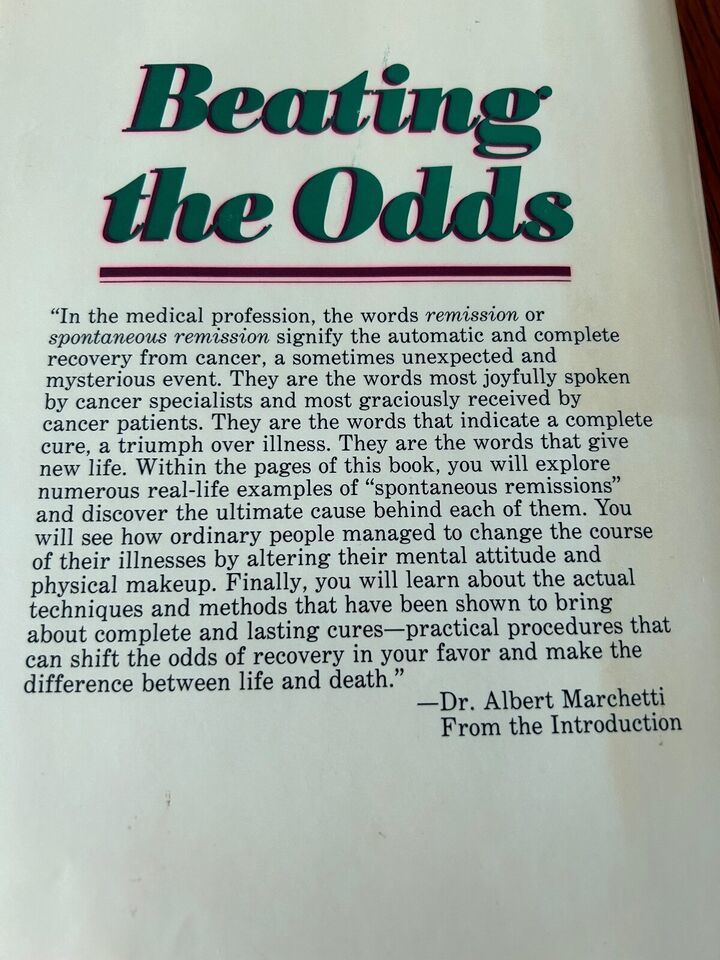 Beating
the Odds
“In the medical profession, the words remission or
spontaneous remission signify the automatic and complete
recovery from cancer, a sometimes unexpected and
mysterious event. They are the words most joyfully spoken
by cancer specialists and most graciously received by
cancer patients. They are the words that indicate a complete
cure, a triumph over illness. They are the words that give
new life. Within the pages of this book, you will explore
numerous real-life examples of “spontaneous remissions”
and discover the ultimate cause behind each of them. You
will see how ordinary people managed to change the course
of their illnesses by altering their mental attitude and
physical makeup. Finally, you will learn about the actual
techniques and methods that have been shown to bring
about complete and lasting cures—practical procedures that
can shift the odds of recovery in your favor and make the
difference between life and death.”
—Dr. Albert Marchetti
From the Introduction